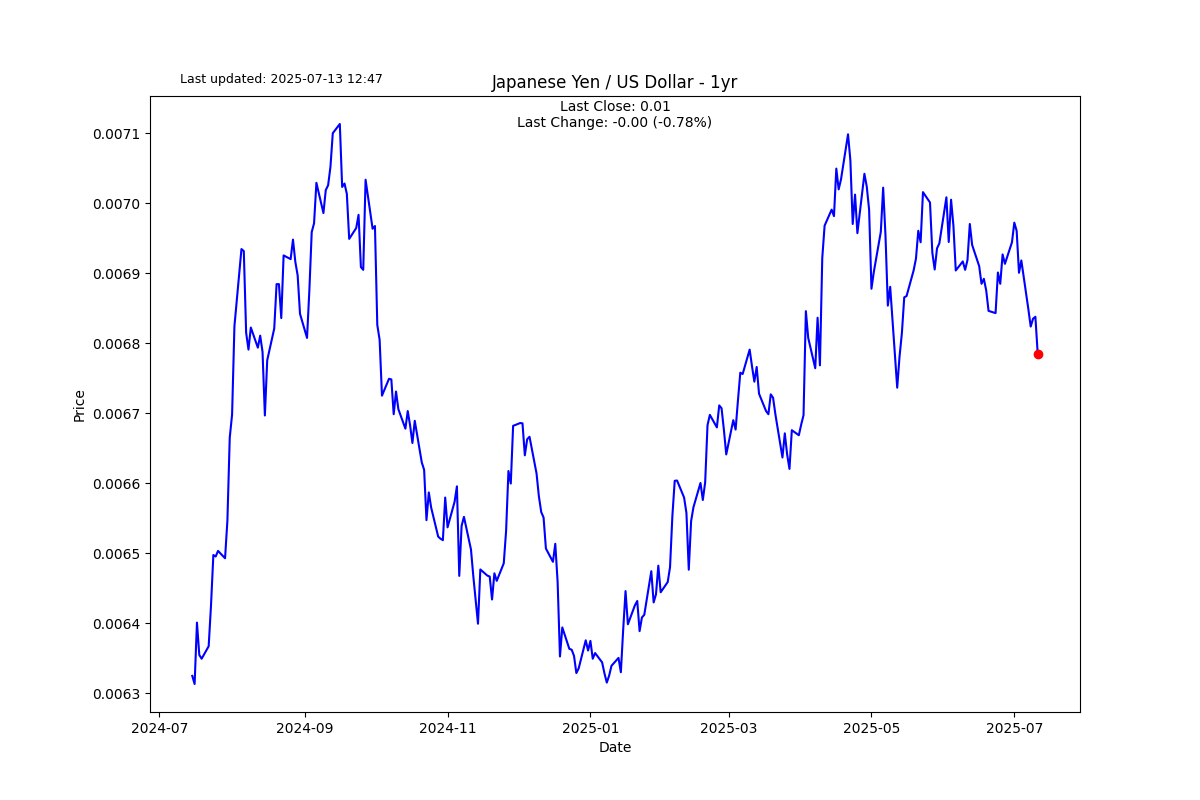 Last updated: 2025-07-13 12:47
Japanese Yen / US Dollar - 1yr
Last Close: 0.01
Last Change: -0.00 (-0.78%)
0.0071
0.0070
0.0069
0.0068
0.0067
0.0066
0.0065
0.0064
0.0063
Price
2024-07
2024-09
2024-11
2025-01
2025-03
2025-05
2025-07
Date